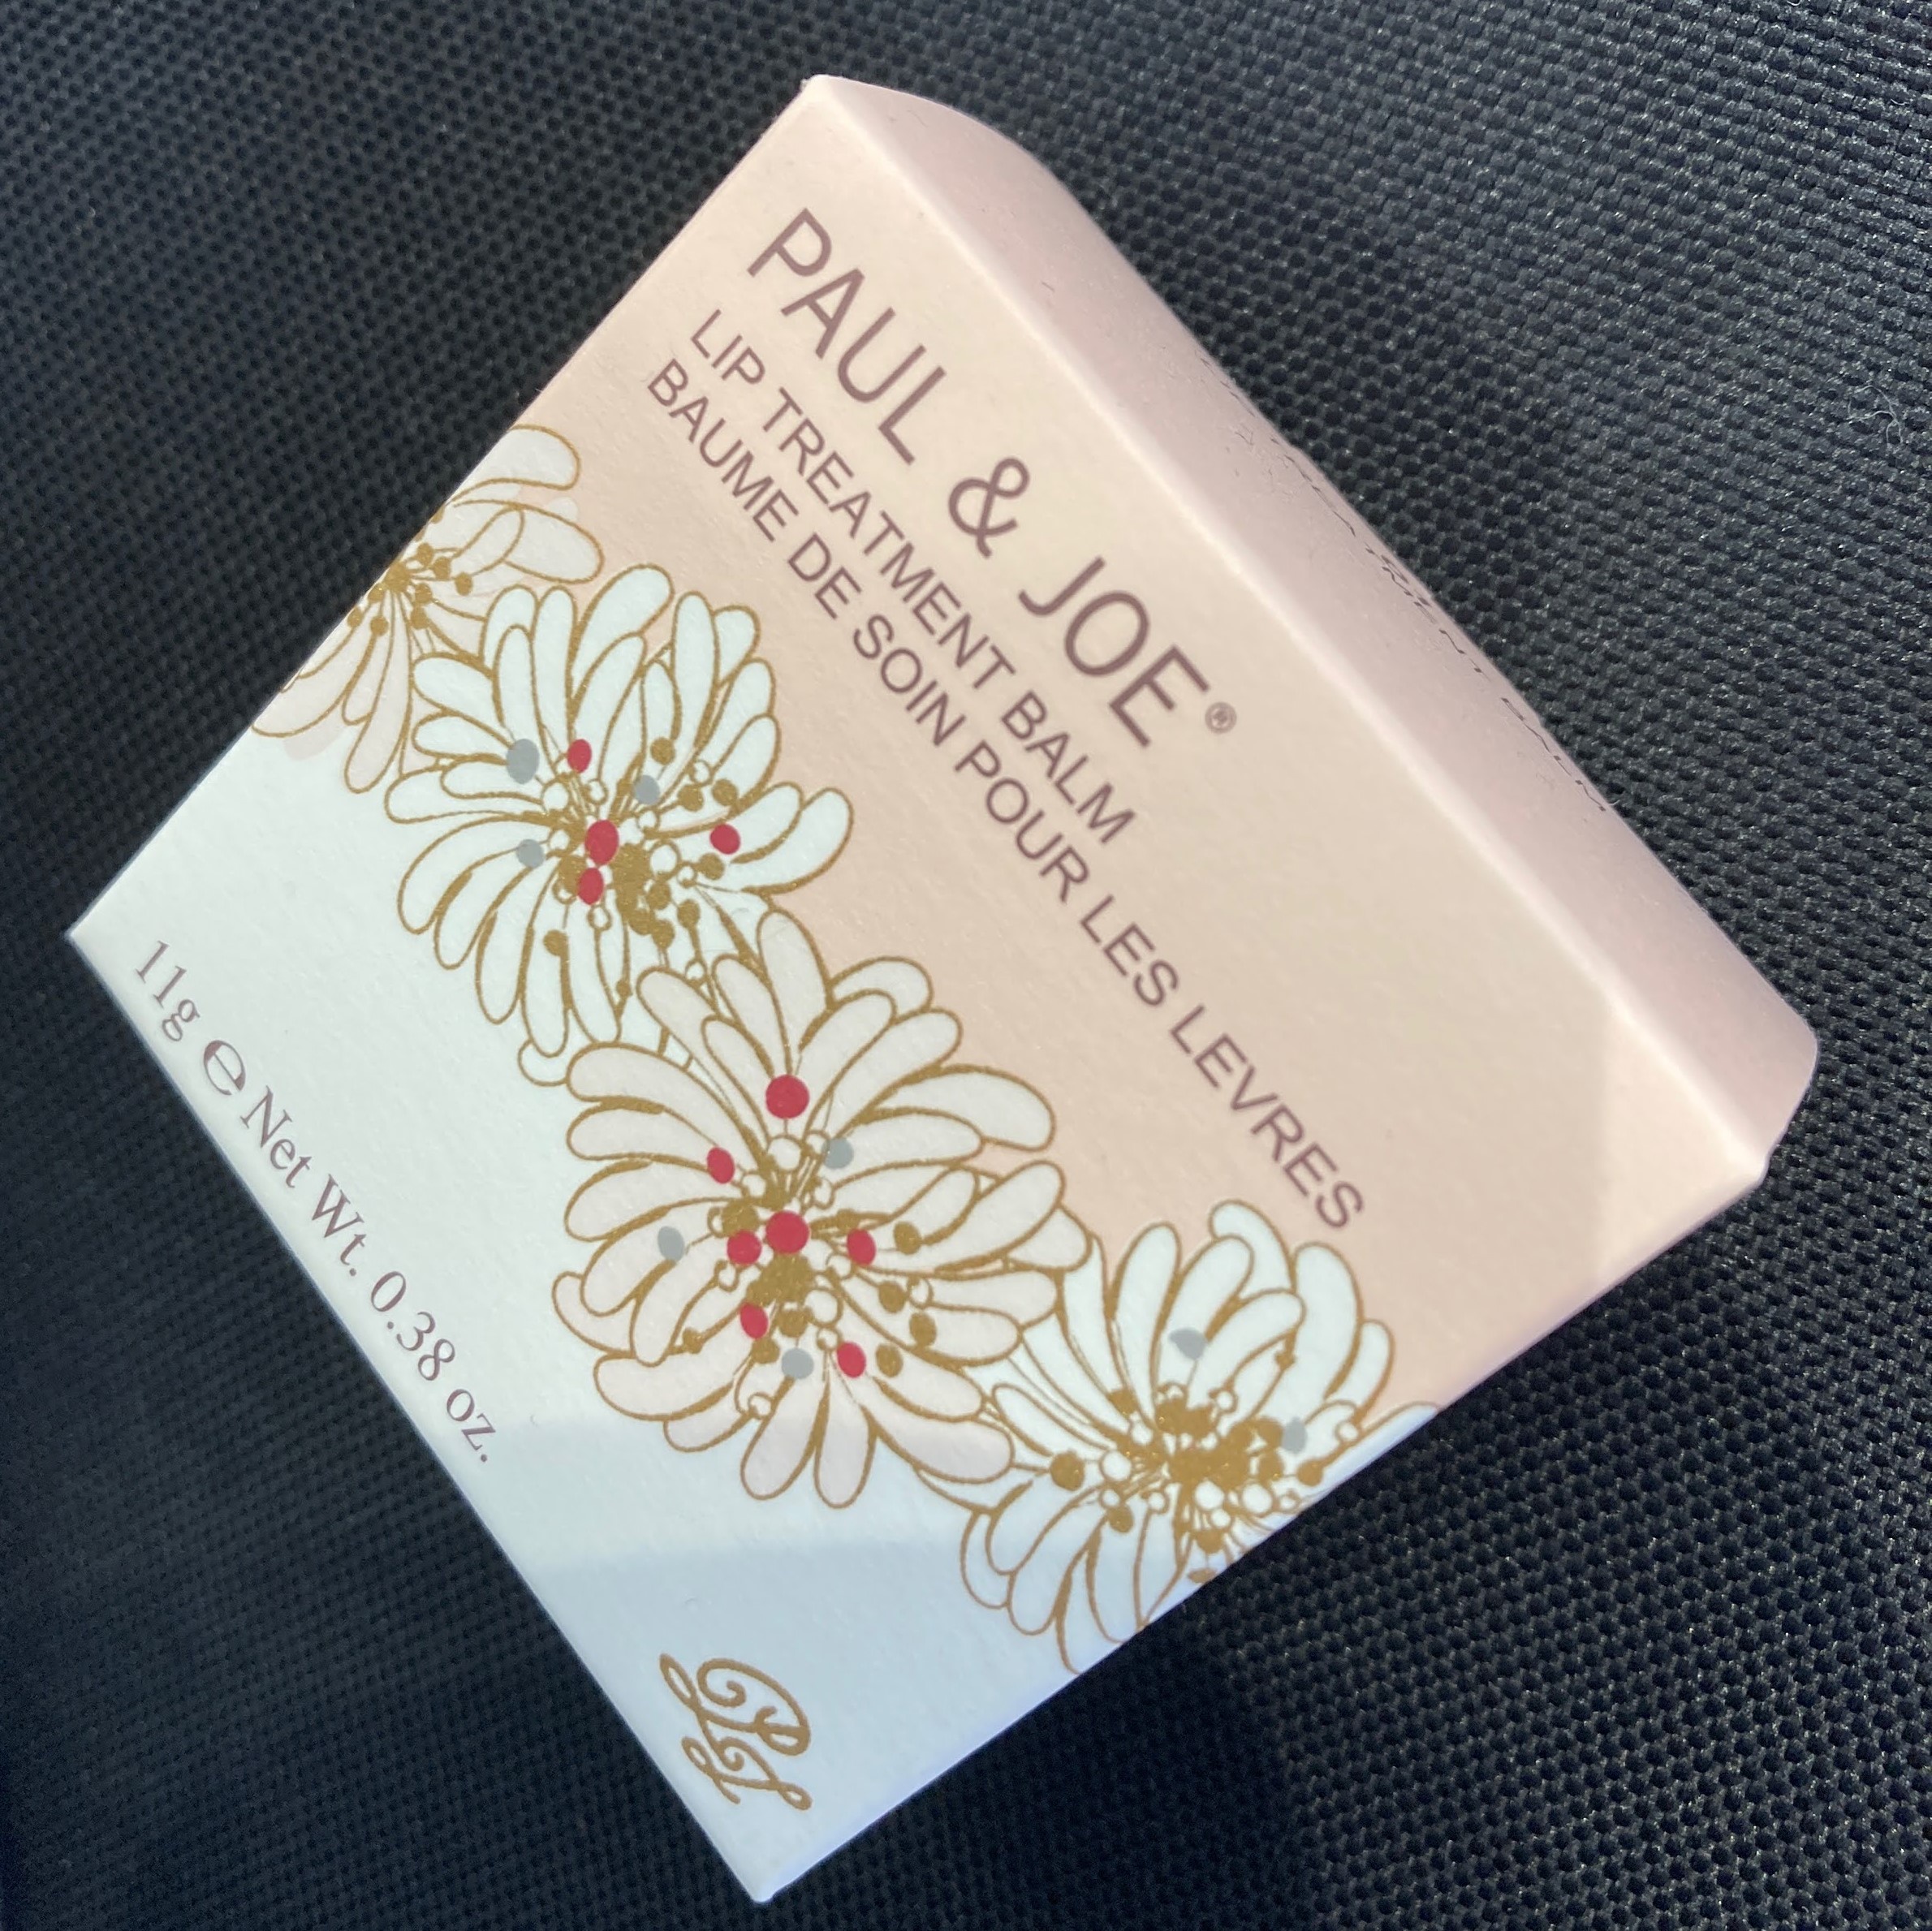 PAUL & JOE®
LIP TREATMENT BALM
BAUME DE SOIN POUR LES LEVRES
11g ℮ Net Wt. 0.38 oz.